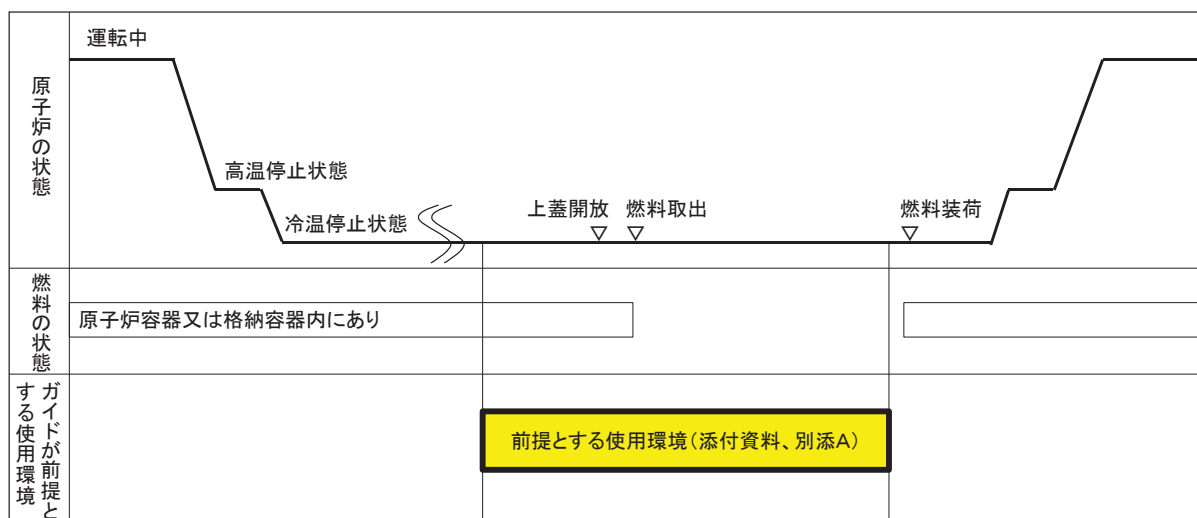 原子炉の状態
運転中
高温停止状態
冷温停止状態
上蓋開放 燃料取出
燃料装荷
▽ ▽ ▽
燃料の状態
原子炉容器又は格納容器内にあり
ガイドが前提と
する使用環境
前提とする使用環境(添付資料、別添A)